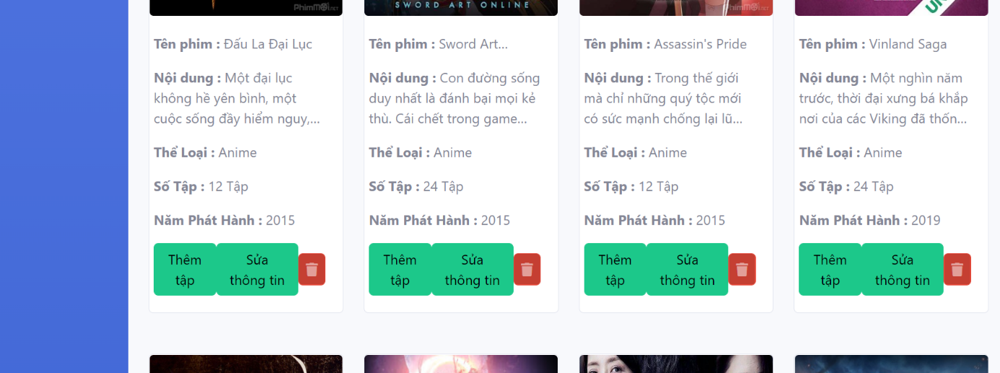 PhimMOI.NET
SWORD ART ONLINE
PhimMOI.NET
UN
Tên phim : Đấu La Đại Lục
Nội dung : Một đại lục
không hề yên bình, một
cuộc sống đầy hiểm nguy,...
Thể Loại : Anime
Số Tập : 12 Tập
Năm Phát Hành : 2015
Thêm
tập
Sửa
thông tin
Tên phim : Sword Art...
Nội dung : Con đường sống
duy nhất là đánh bại mọi kẻ
thù. Cái chết trong game...
Thể Loại : Anime
Số Tập : 24 Tập
Năm Phát Hành : 2015
Thêm
tập
Sửa
thông tin
Tên phim : Assassin's Pride
Nội dung : Trong thế giới
mà chỉ những quý tộc mới
có sức mạnh chống lại lũ...
Thể Loại : Anime
Số Tập : 12 Tập
Năm Phát Hành : 2015
Thêm
tập
Sửa
thông tin
Tên phim : Vinland Saga
Nội dung : Một nghìn năm
trước, thời đại xưng bá khắp
nơi của các Viking đã thốn...
Thể Loại : Anime
Số Tập : 24 Tập
Năm Phát Hành : 2019
Thêm
tập
Sửa
thông tin